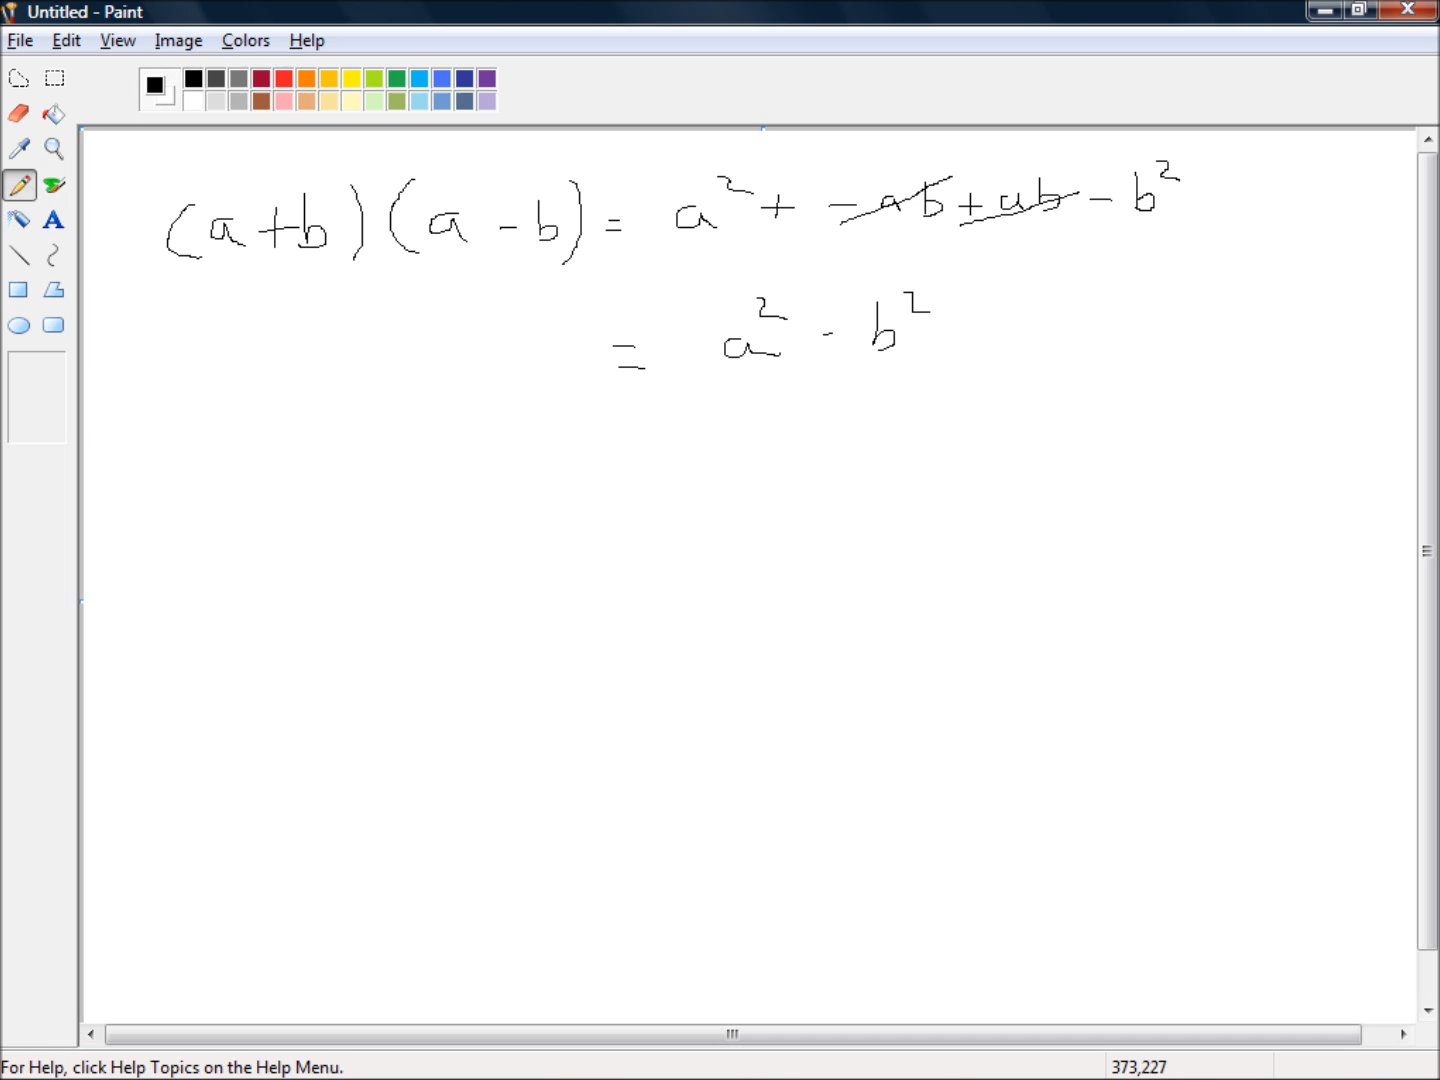 Untitled - Paint
File Edit View Image Colors Help
(a+b)(a-b)= a²+ -ab+ab-b²
= a² - b²
For Help, click Help Topics on the Help Menu.
373,227